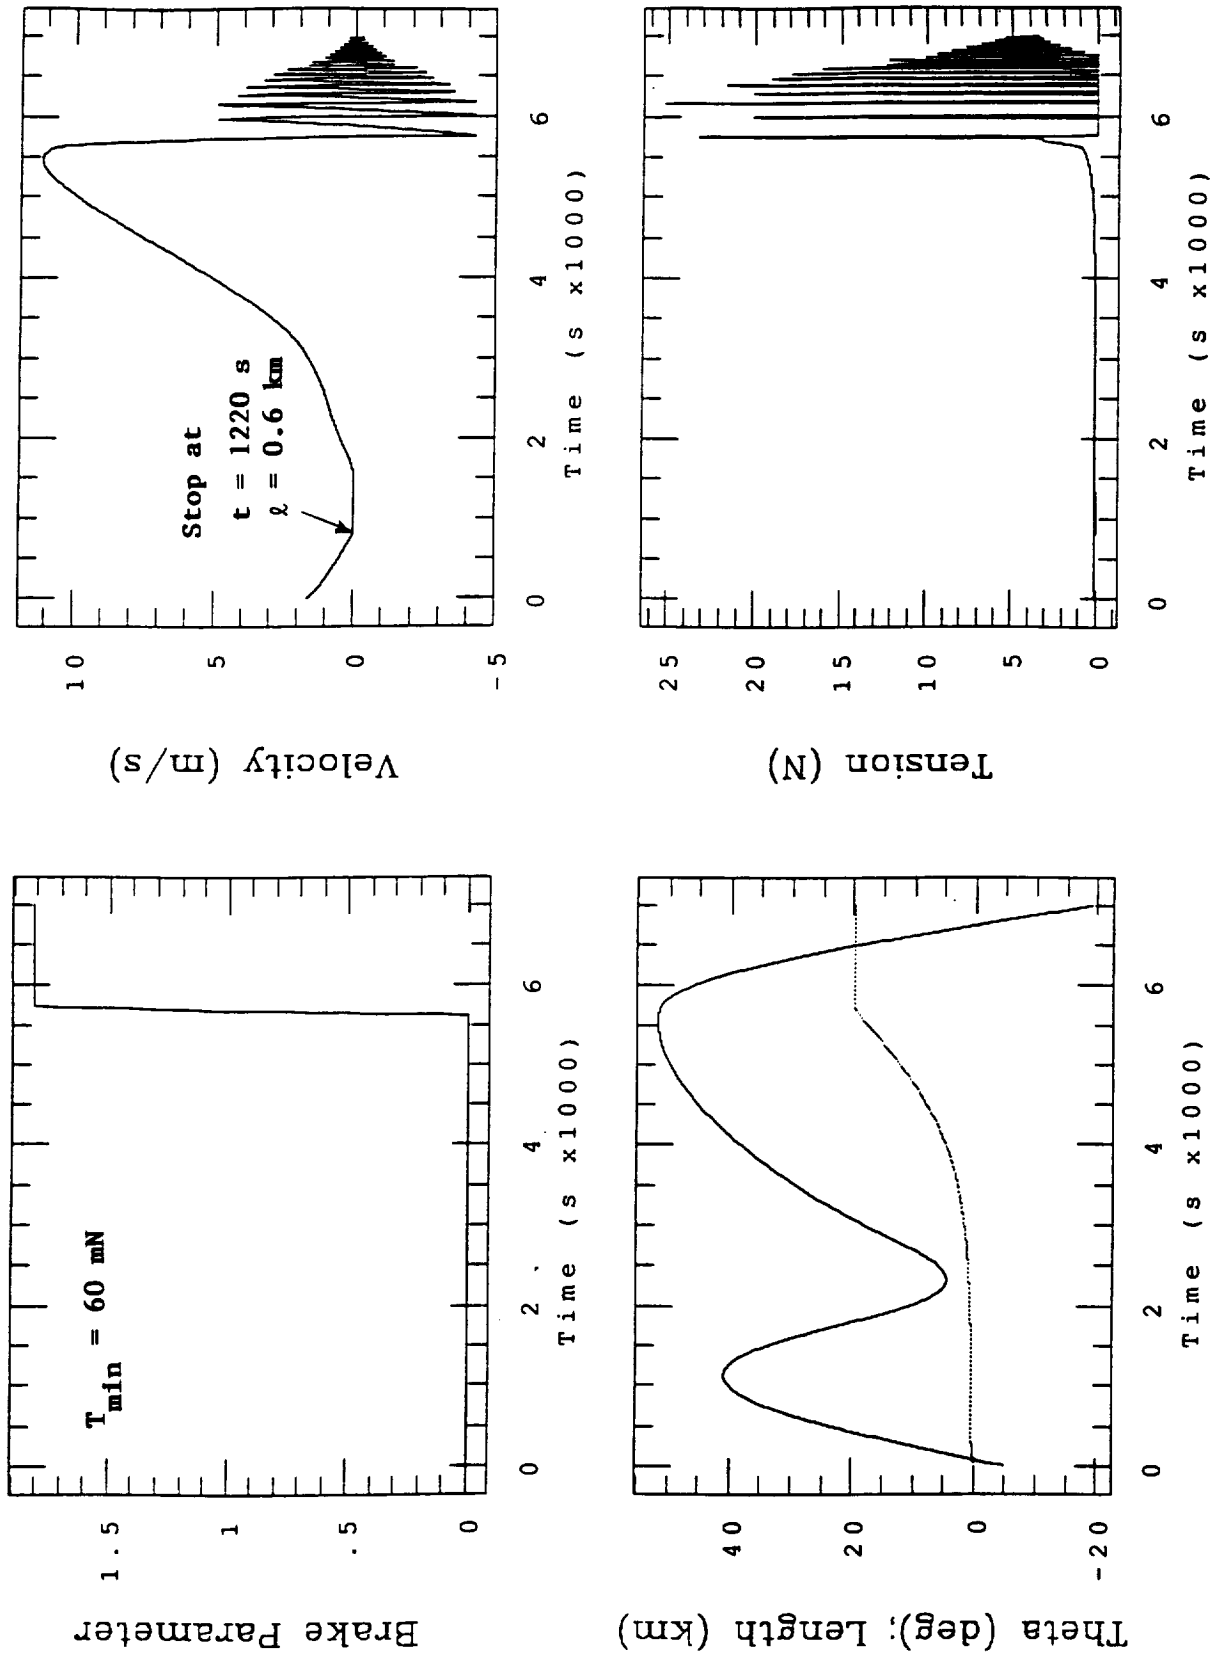 Brake Parameter
1.5
1
.5
0
T_min = 60 mN
0
2
4
6
Time (s x1000)
Velocity (m/s)
10
5
0
-5
Stop at
t = 1220 s
ℓ = 0.6 km
0
2
4
6
Time (s x1000)
Theta (deg); Length (km)
40
20
0
-20
0
2
4
6
Time (s x1000)
Tension (N)
25
20
15
10
5
0
0
2
4
6
Time (s x1000)